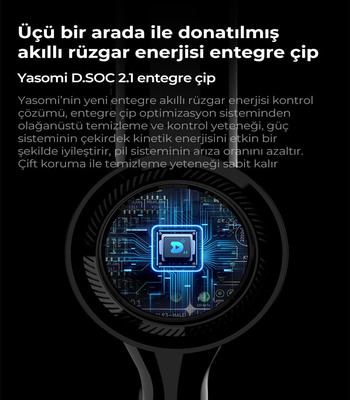 Üçü bir arada ile donatılmış
akıllı rüzgar enerjisi entegre çip
Yasomi D.SOC 2.1 entegre çip
Yasomi'nin yeni entegre akıllı rüzgar enerjisi kontrol
çözümü, entegre çip optimizasyon sisteminden
olağanüstü temizleme ve kontrol yeteneği, güç
sisteminin çekirdek kinetik enerjisini etkin bir
şekilde iyileştirir, pil sisteminin arıza oranını azaltır.
Çift koruma ile temizleme yeteneği sabit kalır
D